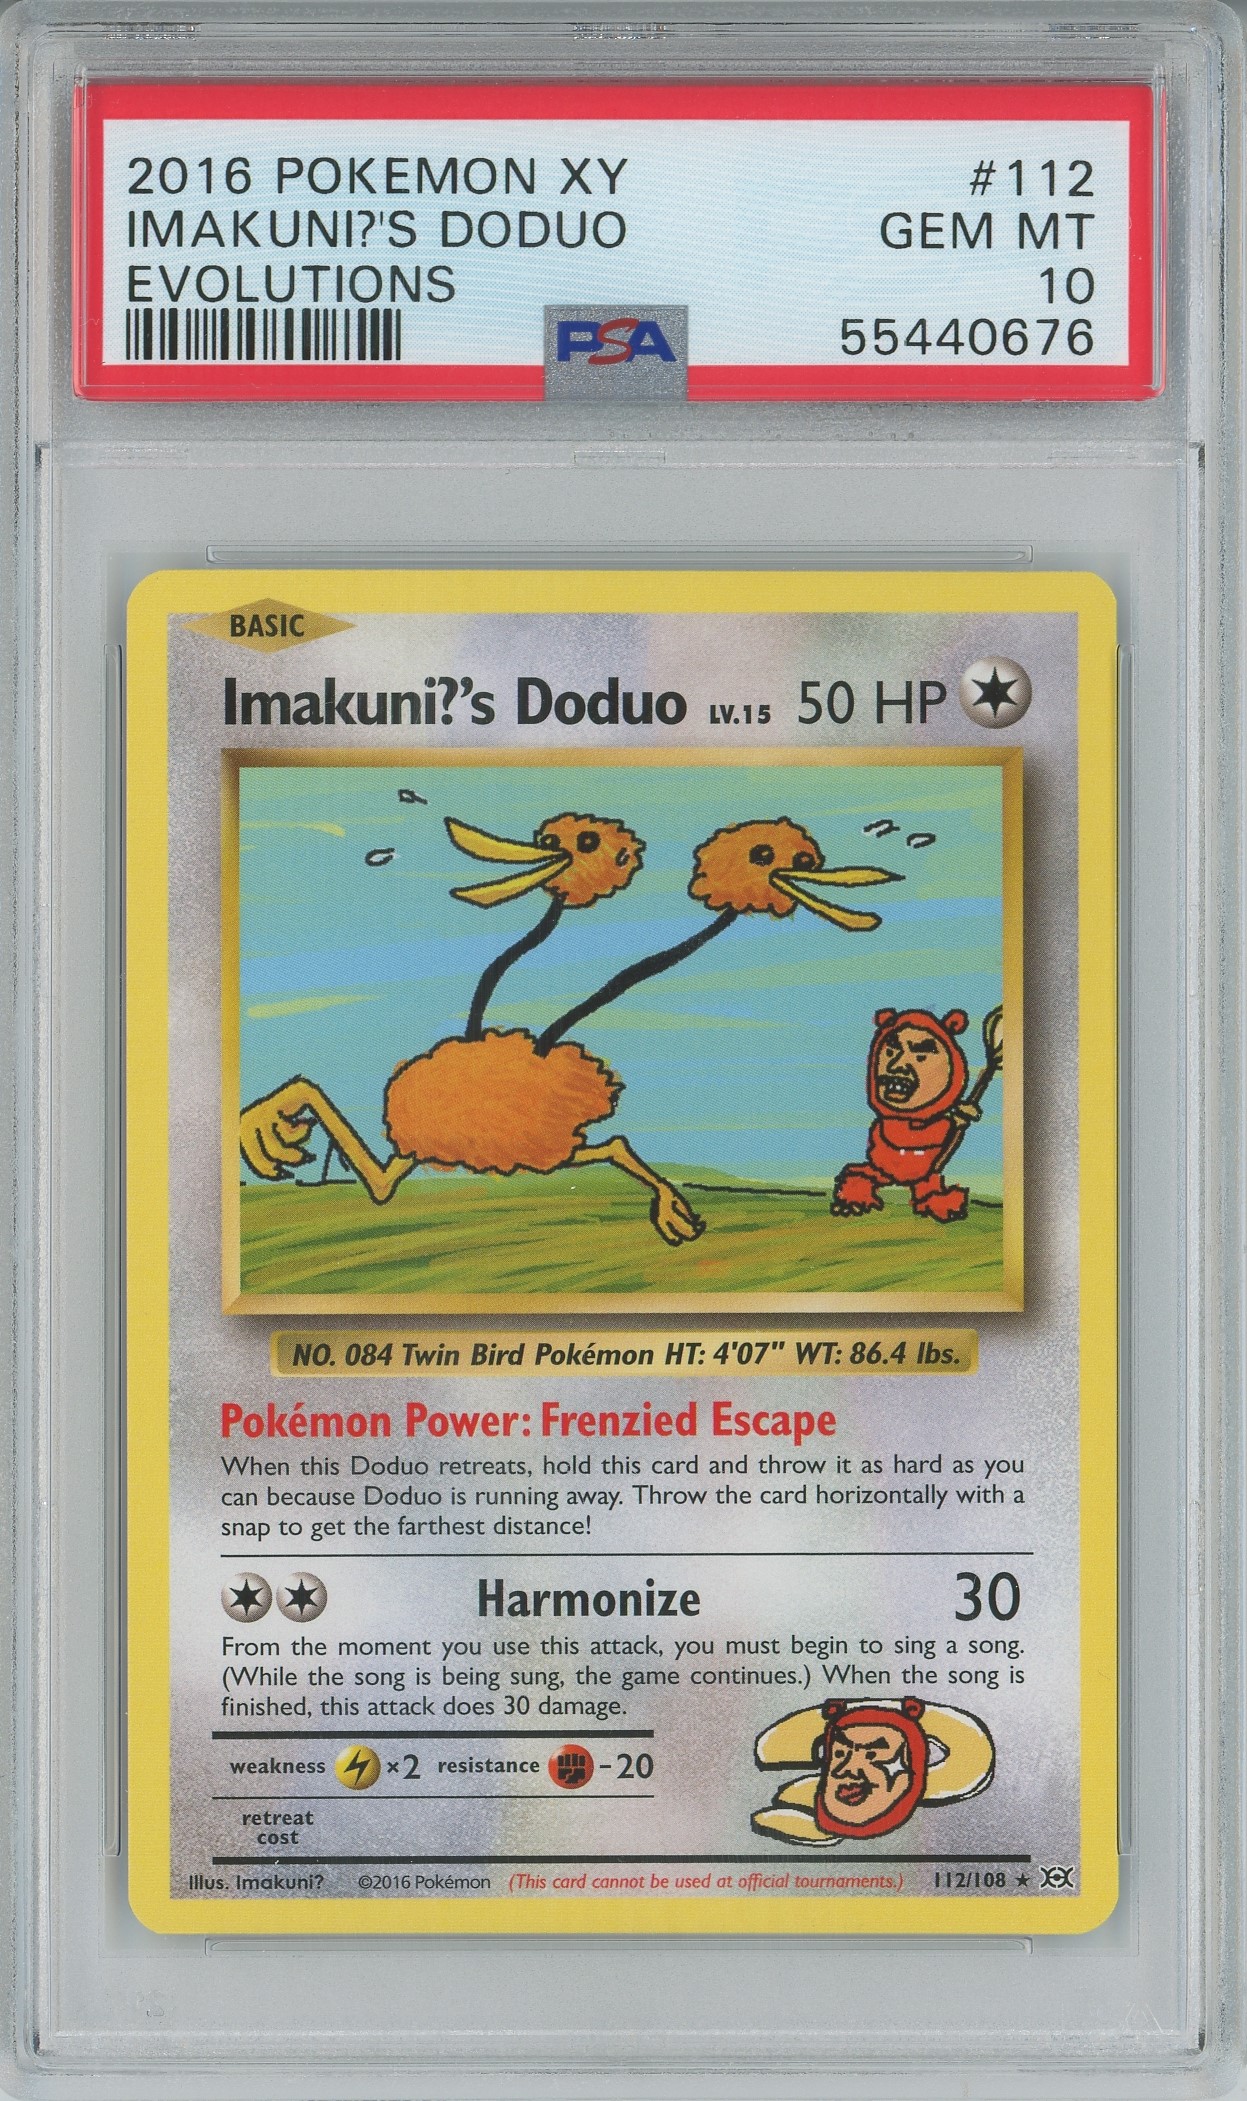 2016 POKEMON XY #112
IMAKUNI?'S DODUO GEM MT
EVOLUTIONS 10
PSA 55440676
BASIC
Imakuni?’s Doduo LV.15 50 HP
NO. 084 Twin Bird Pokémon HT: 4'07" WT: 86.4 lbs.
Pokémon Power: Frenzied Escape
When this Doduo retreats, hold this card and throw it as hard as you
can because Doduo is running away. Throw the card horizontally with a
snap to get the farthest distance!
Harmonize 30
From the moment you use this attack, you must begin to sing a song.
(While the song is being sung, the game continues.) When the song is
finished, this attack does 30 damage.
weakness ×2 resistance -20
retreat
cost
Illus. Imakuni? ©2016 Pokémon (This card cannot be used at official tournaments.) 112/108 ★